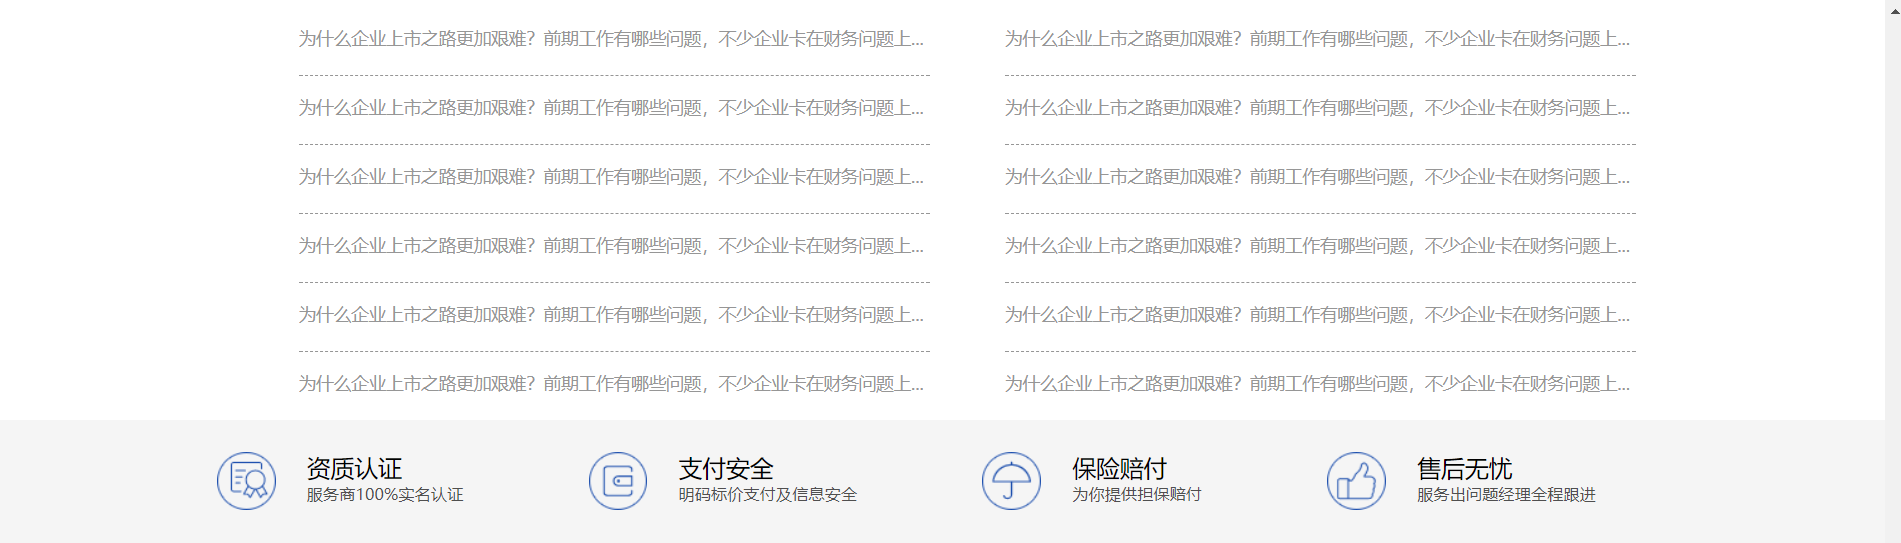 为什么企业上市之路更加艰难？前期工作有哪些问题，不少企业卡在财务问题上...
为什么企业上市之路更加艰难？前期工作有哪些问题，不少企业卡在财务问题上...
为什么企业上市之路更加艰难？前期工作有哪些问题，不少企业卡在财务问题上...
为什么企业上市之路更加艰难？前期工作有哪些问题，不少企业卡在财务问题上...
为什么企业上市之路更加艰难？前期工作有哪些问题，不少企业卡在财务问题上...
为什么企业上市之路更加艰难？前期工作有哪些问题，不少企业卡在财务问题上...
为什么企业上市之路更加艰难？前期工作有哪些问题，不少企业卡在财务问题上...
为什么企业上市之路更加艰难？前期工作有哪些问题，不少企业卡在财务问题上...
为什么企业上市之路更加艰难？前期工作有哪些问题，不少企业卡在财务问题上...
为什么企业上市之路更加艰难？前期工作有哪些问题，不少企业卡在财务问题上...
为什么企业上市之路更加艰难？前期工作有哪些问题，不少企业卡在财务问题上...
为什么企业上市之路更加艰难？前期工作有哪些问题，不少企业卡在财务问题上...
资质认证
服务商100%实名认证
支付安全
明码标价支付及信息安全
保险赔付
为你提供担保赔付
售后无忧
服务出问题经理全程跟进